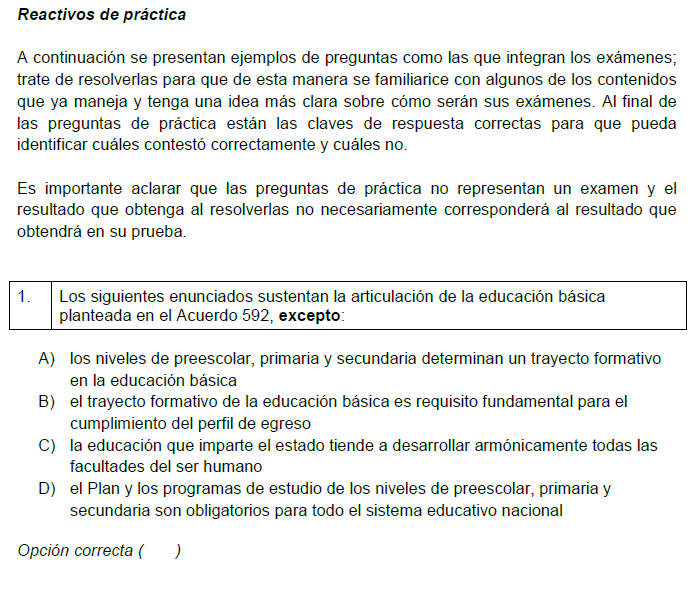 Reactivos de práctica
A continuación se presentan ejemplos de preguntas como las que integran los exámenes;
trate de resolverlas para que de esta manera se familiarice con algunos de los contenidos
que ya maneja y tenga una idea más clara sobre cómo serán sus exámenes. Al final de
las preguntas de práctica están las claves de respuesta correctas para que pueda
identificar cuáles contestó correctamente y cuáles no.
Es importante aclarar que las preguntas de práctica no representan un examen y el
resultado que obtenga al resolverlas no necesariamente corresponderá al resultado que
obtendrá en su prueba.
1. Los siguientes enunciados sustentan la articulación de la educación básica
planteada en el Acuerdo 592, excepto:
A) los niveles de preescolar, primaria y secundaria determinan un trayecto formativo
en la educación básica
B) el trayecto formativo de la educación básica es requisito fundamental para el
cumplimiento del perfil de egreso
C) la educación que imparte el estado tiende a desarrollar armónicamente todas las
facultades del ser humano
D) el Plan y los programas de estudio de los niveles de preescolar, primaria y
secundaria son obligatorios para todo el sistema educativo nacional
Opción correcta ( )